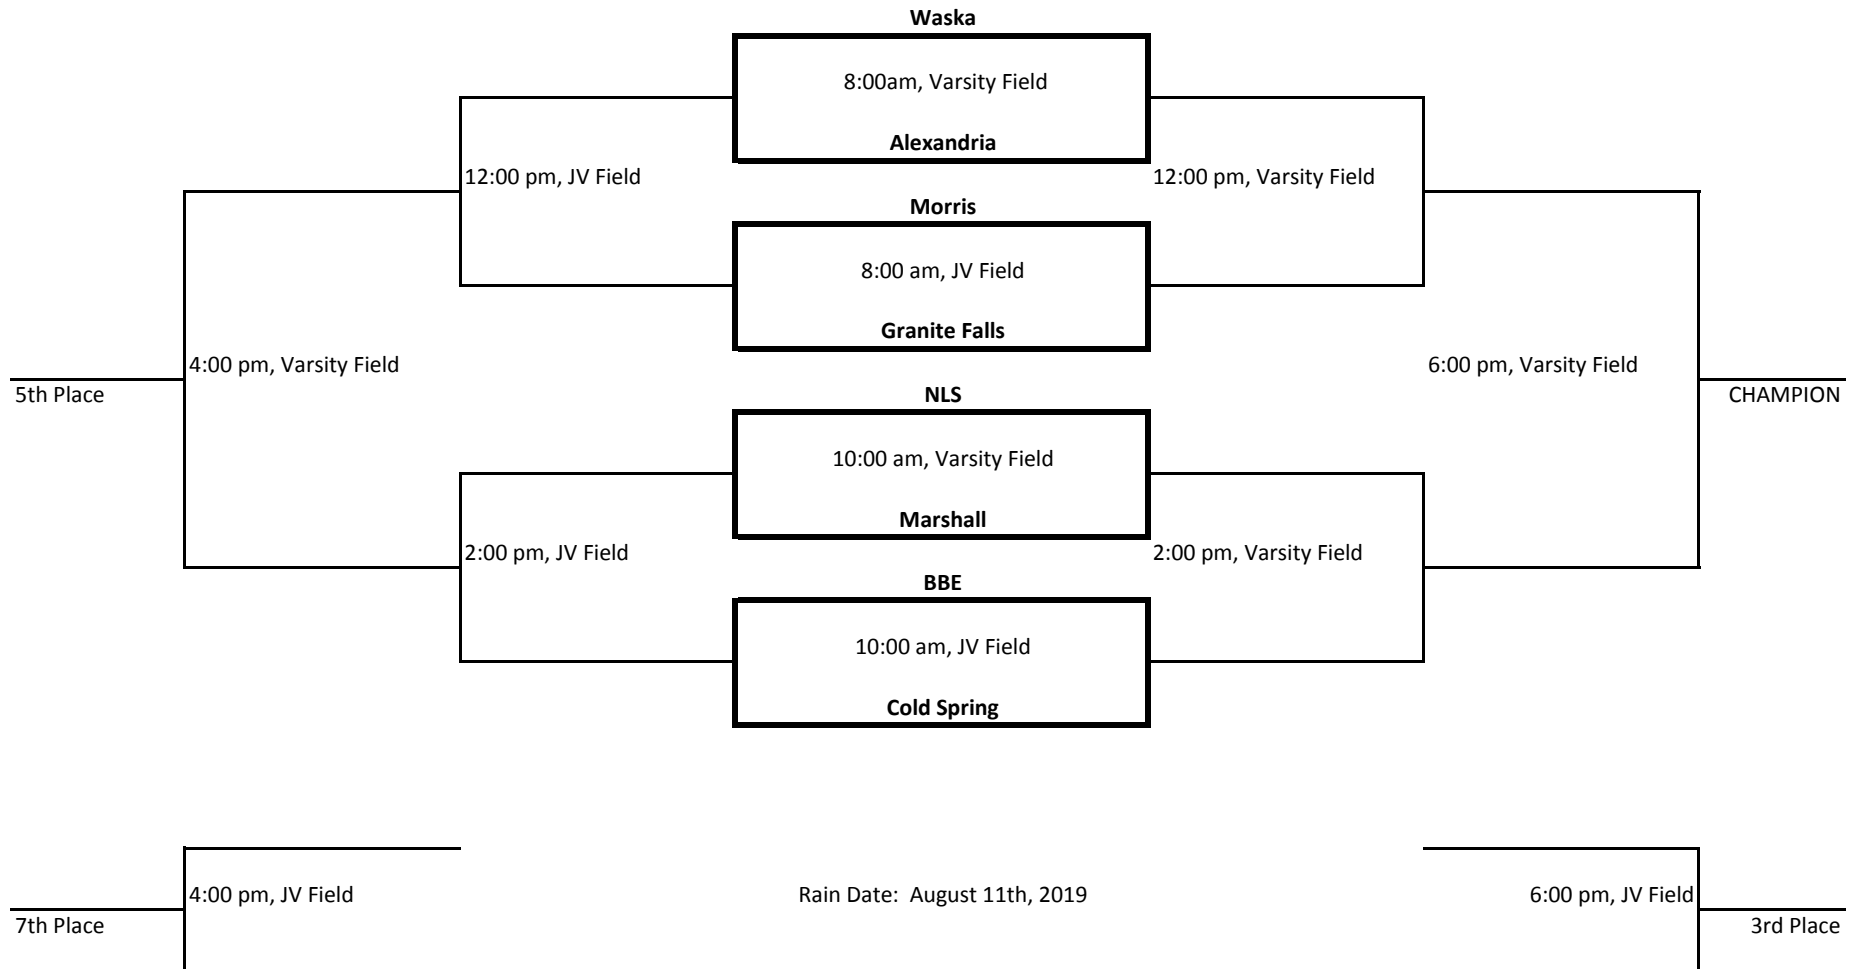 Waska
8:00am, Varsity Field
Alexandria
12:00 pm, JV Field
12:00 pm, Varsity Field
Morris
8:00 am, JV Field
Granite Falls
4:00 pm, Varsity Field
6:00 pm, Varsity Field
5th Place
NLS
CHAMPION
10:00 am, Varsity Field
Marshall
2:00 pm, JV Field
2:00 pm, Varsity Field
BBE
10:00 am, JV Field
Cold Spring
4:00 pm, JV Field
Rain Date:  August 11th, 2019
6:00 pm, JV Field
7th Place
3rd Place